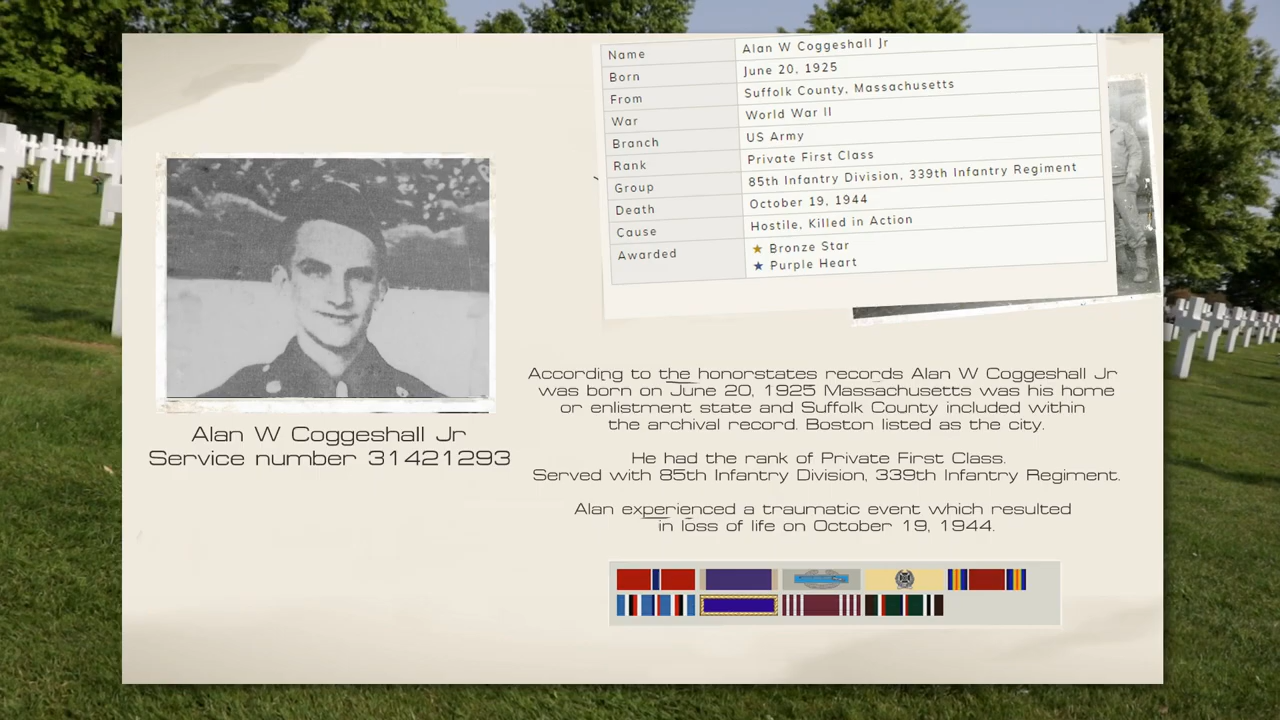 Name Alan W Coggeshall Jr
Born June 20, 1925
From Suffolk County, Massachusetts
War World War II
Branch US Army
Rank Private First Class
Group 85th Infantry Division, 339th Infantry Regiment
Death October 19, 1944
Cause Hostile, Killed in Action
Awarded ★ Bronze Star
★ Purple Heart
Alan W Coggeshall Jr
Service number 31421293
According to the honorstates records Alan W Coggeshall Jr
was born on June 20, 1925 Massachusetts was his home
or enlistment state and Suffolk County included within
the archival record. Boston listed as the city.
He had the rank of Private First Class.
Served with 85th Infantry Division, 339th Infantry Regiment.
Alan experienced a traumatic event which resulted
in loss of life on October 19, 1944.